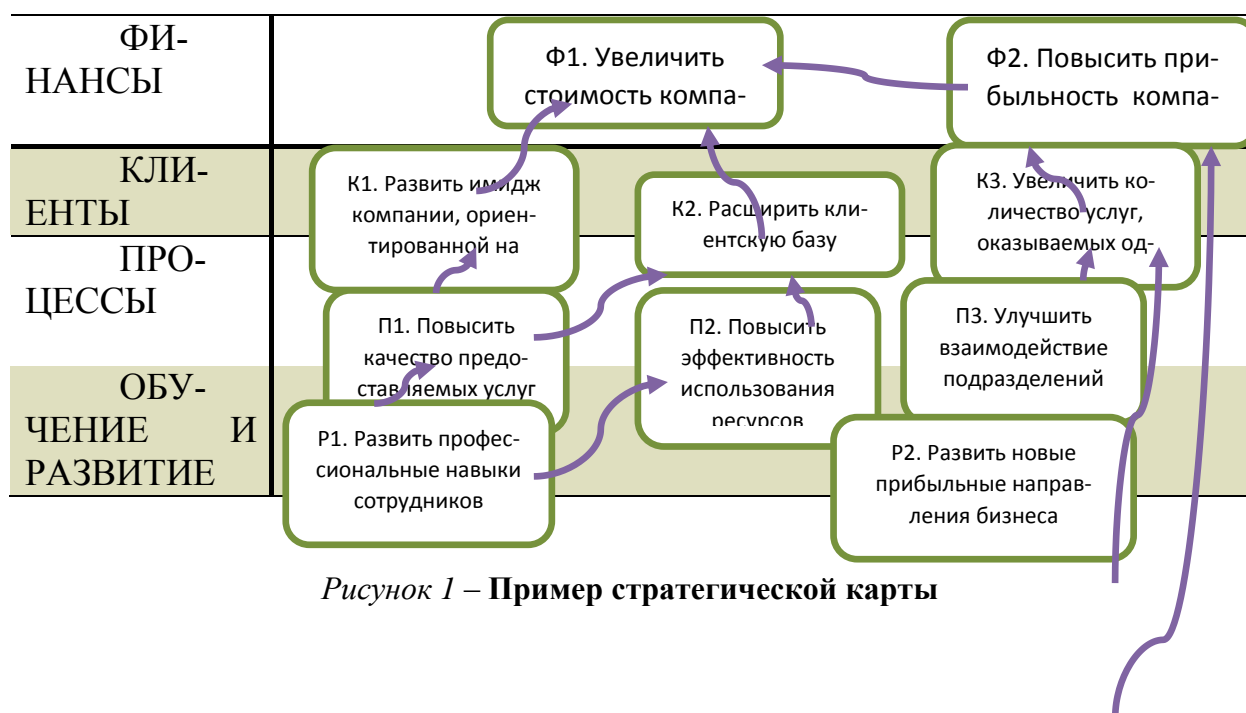 ФИ-
НАНСЫ
Ф1. Увеличить
стоимость компа-
Ф2. Повысить при-
быльность компа-
КЛИ-
ЕНТЫ
К1. Развить имидж
компании, ориен-
тированной на
К2. Расширить кли-
ентскую базу
К3. Увеличить ко-
личество услуг,
оказываемых од-
ПРО-
ЦЕССЫ
П1. Повысить
качество предо-
ставляемых услуг
П2. Повысить
эффективность
использования
ресурсов
П3. Улучшить
взаимодействие
подразделений
ОБУ-
ЧЕНИЕ И
РАЗВИТИЕ
Р1. Развить профес-
сиональные навыки
сотрудников
Р2. Развить новые
прибыльные направ-
ления бизнеса
Рисунок 1 – Пример стратегической карты